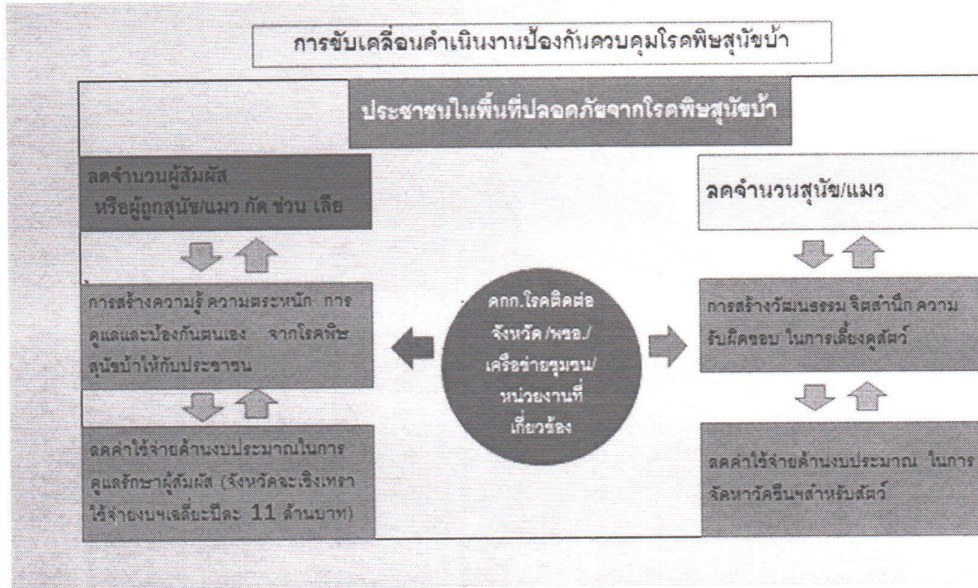 การขับเคลื่อนดำเนินงานป้องกันควบคุมโรคพิษสุนัขบ้า
ประชาชนในพื้นที่ปลอดภัยจากโรคพิษสุนัขบ้า
ลดจำนวนผู้สัมผัส
หรือผู้ถูกสุนัข/แมว กัด ข่วน เลีย
การสร้างความรู้ ความตระหนัก การ
ดูแลและป้องกันตนเอง จากโรคพิษ
สุนัขบ้าให้กับประชาชน
ลดค่าใช้จ่ายด้านงบประมาณในการ
ดูแลรักษาผู้สัมผัส (จังหวัดฉะเชิงเทรา
ใช้จ่ายงบฯเฉลี่ยะปีละ 11 ล้านบาท)
คกก.โรคติดต่อ
จังหวัด /พชอ./
เครือข่ายชุมชน/
หน่วยงานที่
เกี่ยวข้อง
ลดจำนวนสุนัข/แมว
การสร้างวัฒนธรรม จิตสำนึก ความ
รับผิดชอบ ในการเลี้ยงดูสัตว์
ลดค่าใช้จ่ายด้านงบประมาณ ในการ
จัดหาวัคซีนฯสำหรับสัตว์